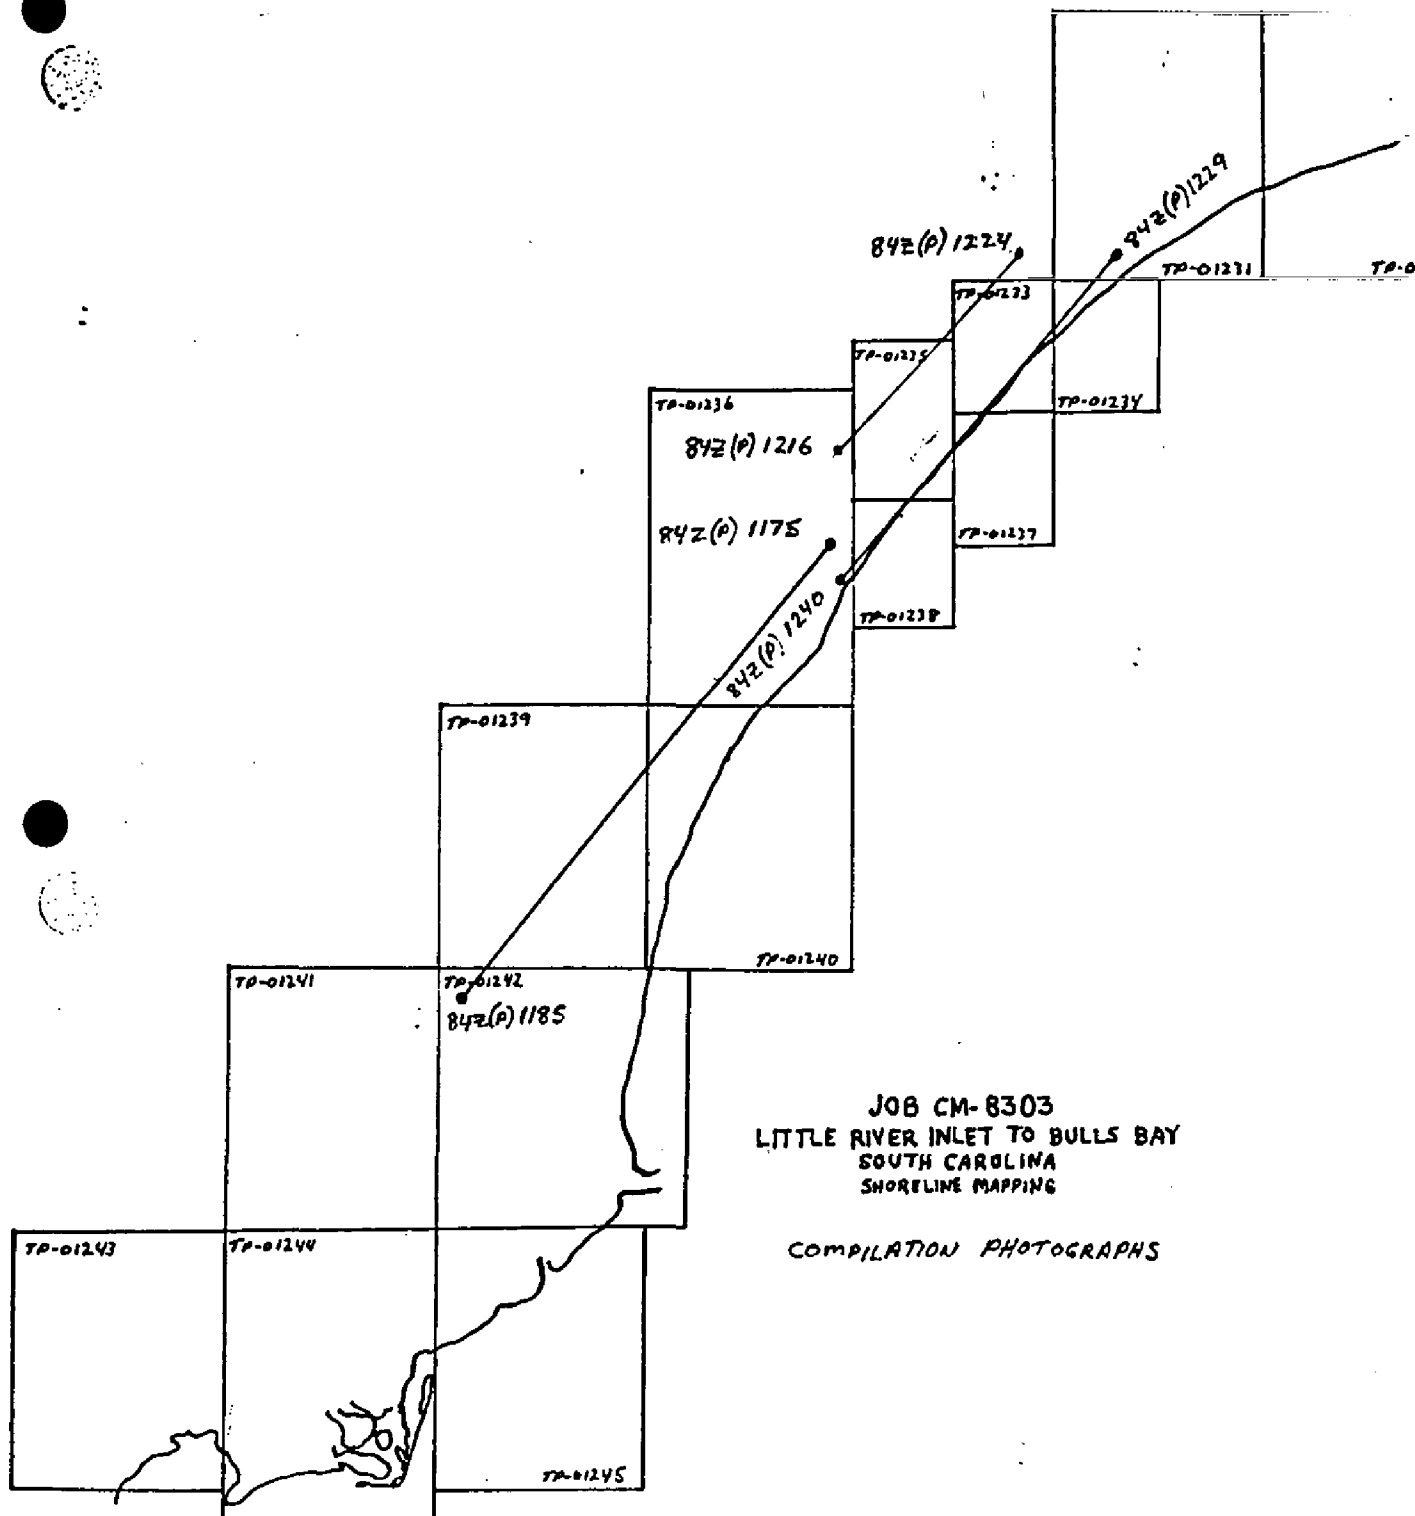 84Z(P)1229
84Z(P)1224
TP-01231
TP-0
TP-01233
TP-01235
TP-01236
TP-01234
84Z(P)1216
84Z(P)1175
TP-01237
84Z(P)1240
TP-01238
TP-01239
TP-01240
TP-01241
TP-01242
84Z(P)1185
JOB CM-8303
LITTLE RIVER INLET TO BULLS BAY
SOUTH CAROLINA
SHORELINE MAPPING
TP-01243
TP-01244
COMPILATION PHOTOGRAPHS
TP-01245